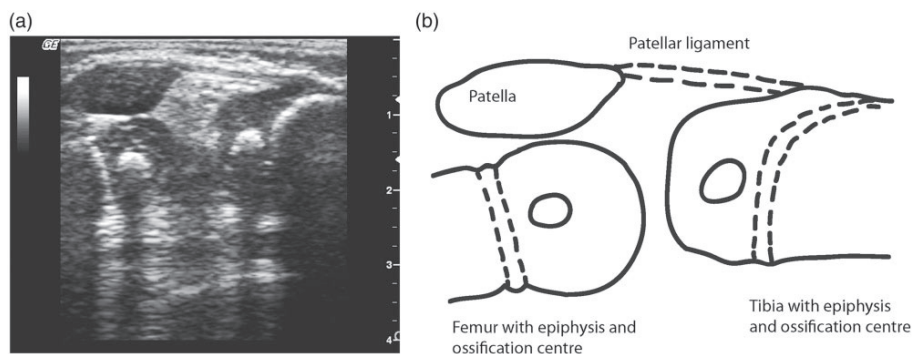 (a)
GE
1
2
3
4
(b)
Patellar ligament
Patella
Femur with epiphysis and
ossification centre
Tibia with epiphysis
and ossification centre